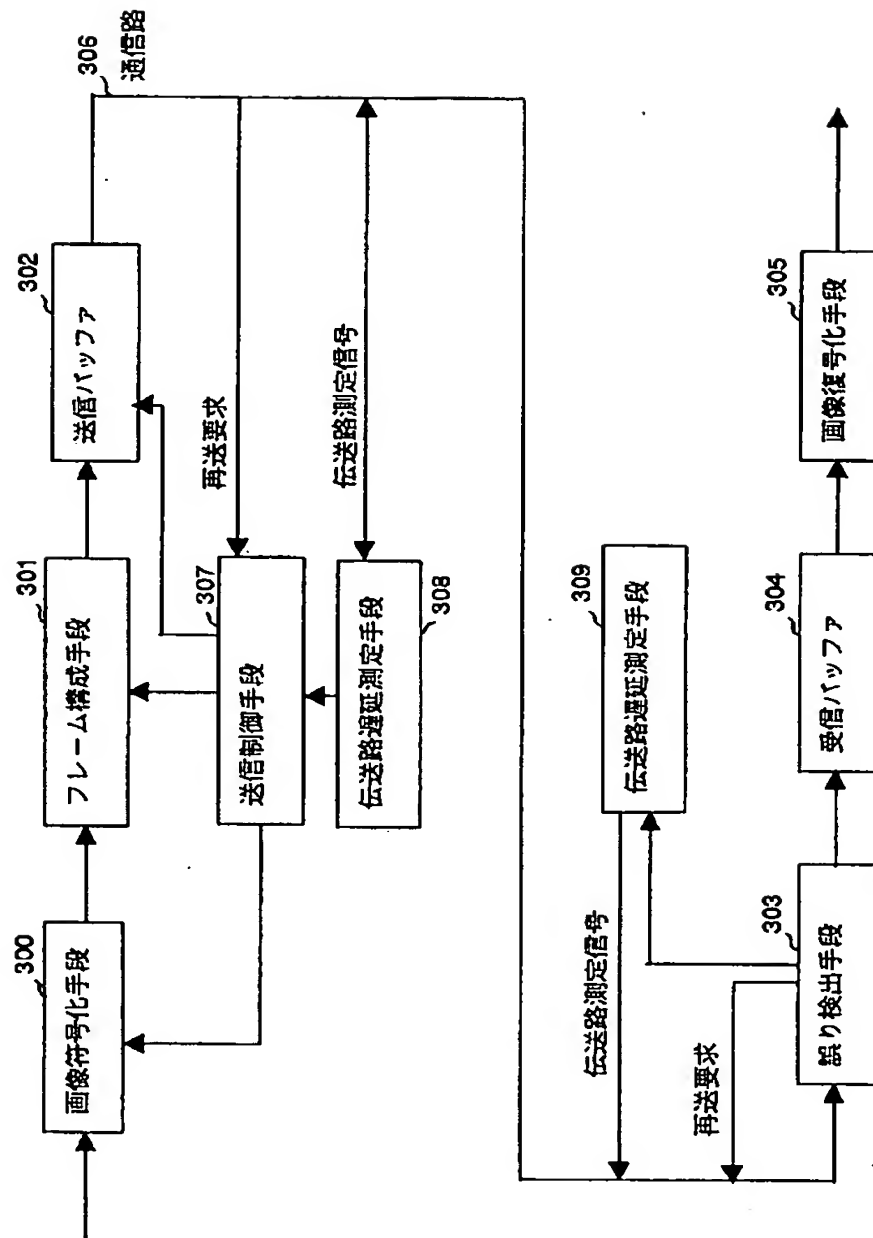 300
画像符号化手段
301
フレーム構成手段
302
送信バッファ
306
通信路
307
送信制御手段
再送要求
308
伝送路遅延測定手段
伝送路測定信号
309
伝送路遅延測定手段
伝送路測定信号
再送要求
303
誤り検出手段
304
受信バッファ
305
画像復号化手段